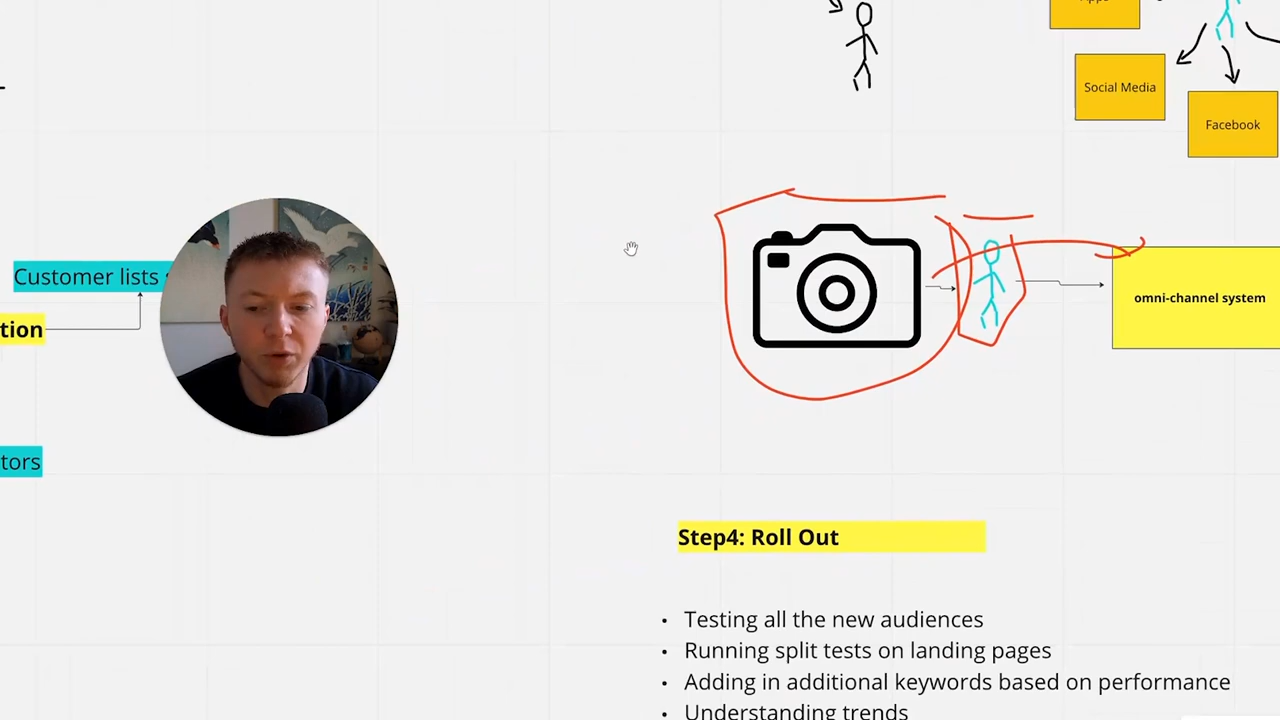 Apps
Social Media
Facebook
Customer lists
tion
omni-channel system
tors
Step4: Roll Out
• Testing all the new audiences
• Running split tests on landing pages
• Adding in additional keywords based on performance
• Understanding trends